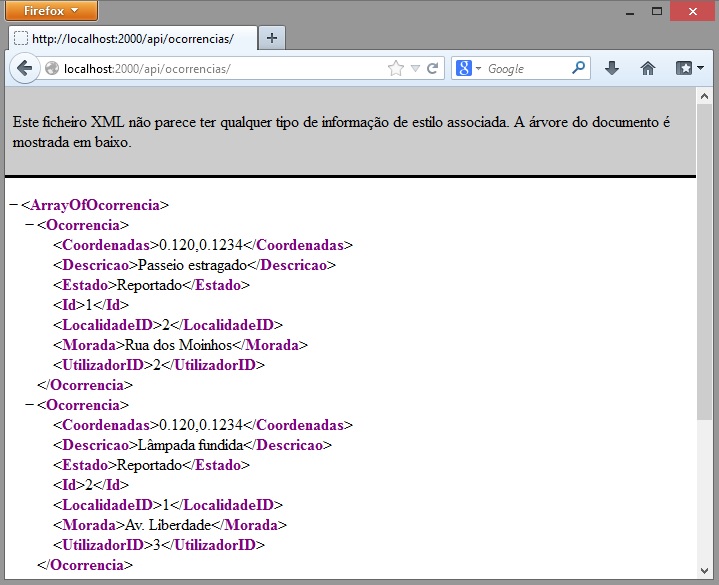 Firefox
http://localhost:2000/api/ocorrencias/
localhost:2000/api/ocorrencias/
Google
Este ficheiro XML não parece ter qualquer tipo de informação de estilo associada. A árvore do documento é
mostrada em baixo.
−<ArrayOfOcorrencia>
−<Ocorrencia>
<Coordenadas>0.120,0.1234</Coordenadas>
<Descricao>Passeio estragado</Descricao>
<Estado>Reportado</Estado>
<Id>1</Id>
<LocalidadeID>2</LocalidadeID>
<Morada>Rua dos Moinhos</Morada>
<UtilizadorID>2</UtilizadorID>
</Ocorrencia>
−<Ocorrencia>
<Coordenadas>0.120,0.1234</Coordenadas>
<Descricao>Lâmpada fundida</Descricao>
<Estado>Reportado</Estado>
<Id>2</Id>
<LocalidadeID>1</LocalidadeID>
<Morada>Av. Liberdade</Morada>
<UtilizadorID>3</UtilizadorID>
</Ocorrencia>